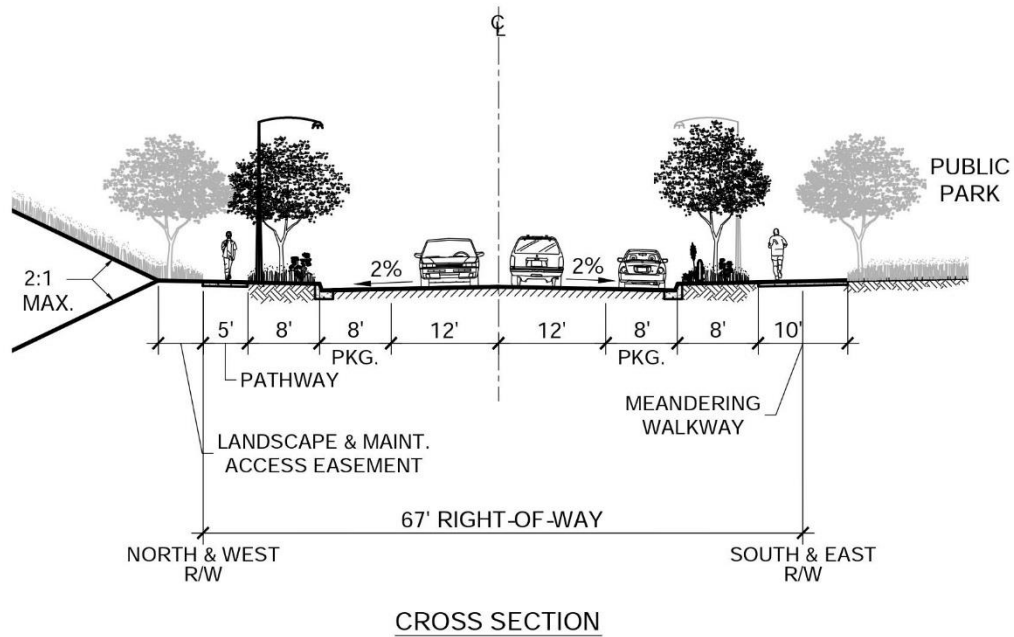 ℄
PUBLIC
PARK
2%
2%
2:1
MAX.
5'
8'
8'
12'
12'
8'
8'
10'
PKG.
PKG.
PATHWAY
MEANDERING
WALKWAY
LANDSCAPE & MAINT.
ACCESS EASEMENT
67' RIGHT-OF-WAY
NORTH & WEST
R/W
SOUTH & EAST
R/W
CROSS SECTION